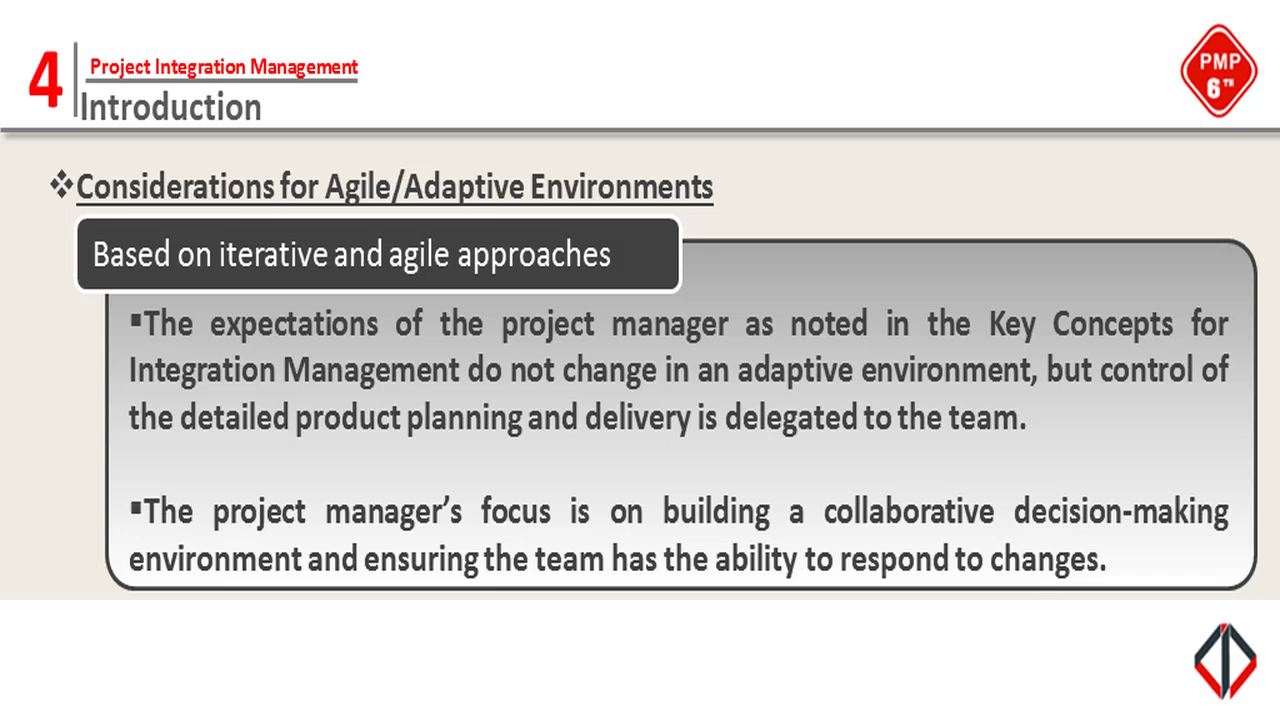 4
Project Integration Management
Introduction
PMP
6TH
❖Considerations for Agile/Adaptive Environments
Based on iterative and agile approaches
▪The expectations of the project manager as noted in the Key Concepts for
Integration Management do not change in an adaptive environment, but control of
the detailed product planning and delivery is delegated to the team.
▪The project manager’s focus is on building a collaborative decision-making
environment and ensuring the team has the ability to respond to changes.